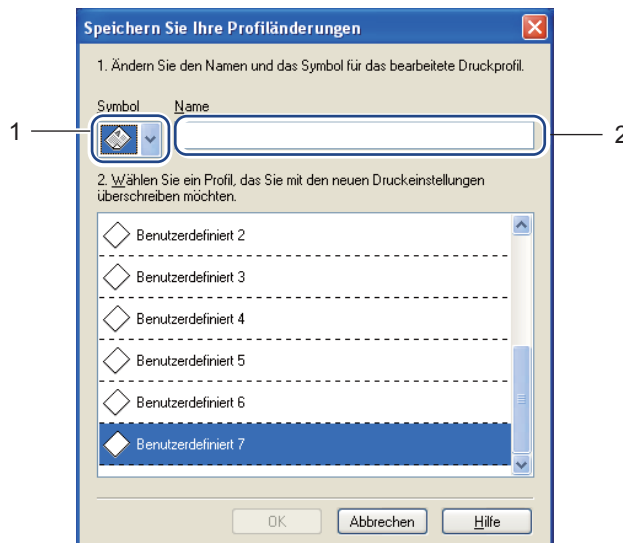 Speichern Sie Ihre Profiländerungen
1. Ändern Sie den Namen und das Symbol für das bearbeitete Druckprofil.
Symbol Name
1
2
2. Wählen Sie ein Profil, das Sie mit den neuen Druckeinstellungen
überschreiben möchten.
Benutzerdefiniert 2
Benutzerdefiniert 3
Benutzerdefiniert 4
Benutzerdefiniert 5
Benutzerdefiniert 6
Benutzerdefiniert 7
OK Abbrechen Hilfe